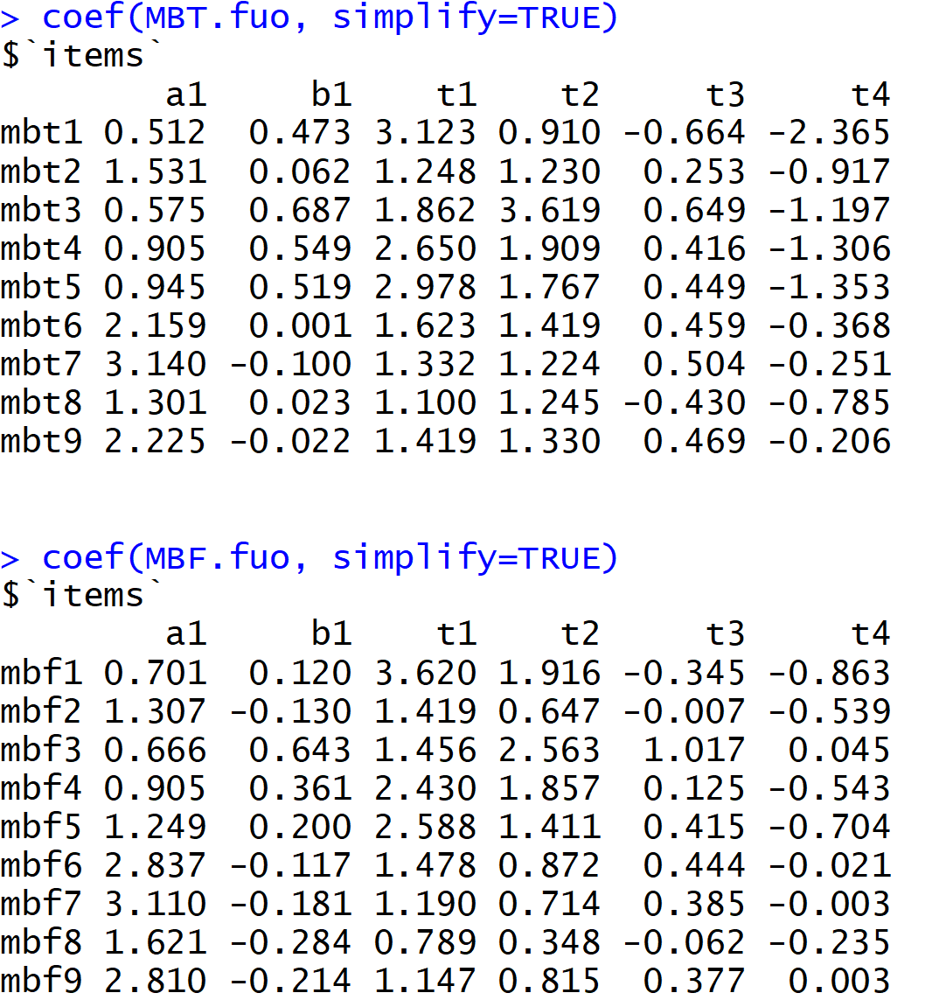 > coef(MBT.fuo, simplify=TRUE)
$`items`
a1 b1 t1 t2 t3 t4
mbt1 0.512 0.473 3.123 0.910 -0.664 -2.365
mbt2 1.531 0.062 1.248 1.230 0.253 -0.917
mbt3 0.575 0.687 1.862 3.619 0.649 -1.197
mbt4 0.905 0.549 2.650 1.909 0.416 -1.306
mbt5 0.945 0.519 2.978 1.767 0.449 -1.353
mbt6 2.159 0.001 1.623 1.419 0.459 -0.368
mbt7 3.140 -0.100 1.332 1.224 0.504 -0.251
mbt8 1.301 0.023 1.100 1.245 -0.430 -0.785
mbt9 2.225 -0.022 1.419 1.330 0.469 -0.206
> coef(MBF.fuo, simplify=TRUE)
$`items`
a1 b1 t1 t2 t3 t4
mbf1 0.701 0.120 3.620 1.916 -0.345 -0.863
mbf2 1.307 -0.130 1.419 0.647 -0.007 -0.539
mbf3 0.666 0.643 1.456 2.563 1.017 0.045
mbf4 0.905 0.361 2.430 1.857 0.125 -0.543
mbf5 1.249 0.200 2.588 1.411 0.415 -0.704
mbf6 2.837 -0.117 1.478 0.872 0.444 -0.021
mbf7 3.110 -0.181 1.190 0.714 0.385 -0.003
mbf8 1.621 -0.284 0.789 0.348 -0.062 -0.235
mbf9 2.810 -0.214 1.147 0.815 0.377 0.003